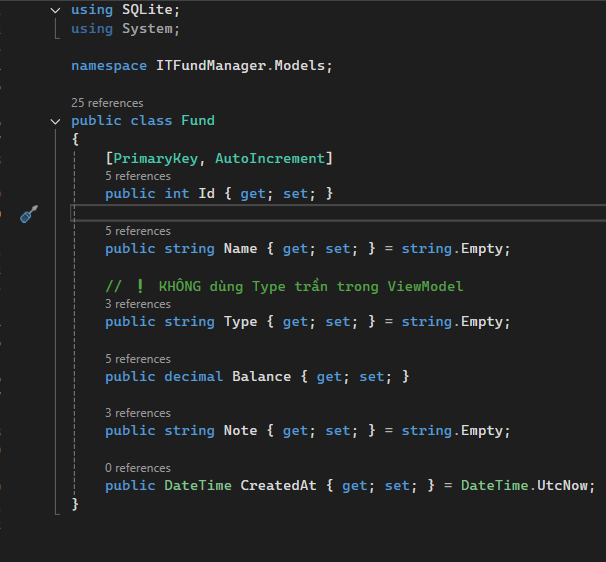 using SQLite;
using System;
namespace ITFundManager.Models;
25 references
public class Fund
{
[PrimaryKey, AutoIncrement]
5 references
public int Id { get; set; }
5 references
public string Name { get; set; } = string.Empty;
// ❗ KHÔNG dùng Type trần trong ViewModel
3 references
public string Type { get; set; } = string.Empty;
5 references
public decimal Balance { get; set; }
3 references
public string Note { get; set; } = string.Empty;
0 references
public DateTime CreatedAt { get; set; } = DateTime.UtcNow;
}